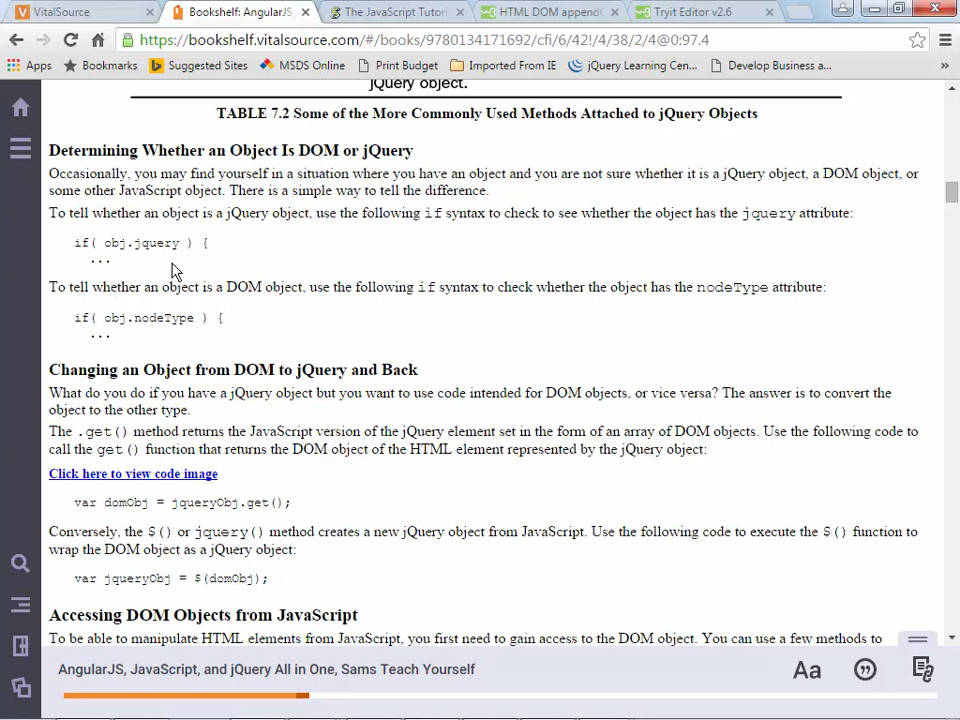 VitalSource
Bookshelf: AngularJS,
The JavaScript Tutori
HTML DOM appendC
Tryit Editor v2.6
https://bookshelf.vitalsource.com/#/books/9780134171692/cfi/6/42!/4/38/2/4@0:97.4
Apps
Bookmarks
Suggested Sites
MSDS Online
Print Budget
Imported From IE
jQuery Learning Cen...
Develop Business a...
»
jQuery object.
TABLE 7.2 Some of the More Commonly Used Methods Attached to jQuery Objects
Determining Whether an Object Is DOM or jQuery
Occasionally, you may find yourself in a situation where you have an object and you are not sure whether it is a jQuery object, a DOM object, or
some other JavaScript object. There is a simple way to tell the difference.
To tell whether an object is a jQuery object, use the following if syntax to check to see whether the object has the jquery attribute:
if( obj.jquery ) {
...
To tell whether an object is a DOM object, use the following if syntax to check whether the object has the nodeType attribute:
if( obj.nodeType ) {
...
Changing an Object from DOM to jQuery and Back
What do you do if you have a jQuery object but you want to use code intended for DOM objects, or vice versa? The answer is to convert the
object to the other type.
The .get() method returns the JavaScript version of the jQuery element set in the form of an array of DOM objects. Use the following code to
call the get() function that returns the DOM object of the HTML element represented by the jQuery object:
Click here to view code image
var domObj = jqueryObj.get();
Conversely, the $() or jquery() method creates a new jQuery object from JavaScript. Use the following code to execute the $() function to
wrap the DOM object as a jQuery object:
var jqueryObj = $(domObj);
Accessing DOM Objects from JavaScript
To be able to manipulate HTML elements from JavaScript, you first need to gain access to the DOM object. You can use a few methods to
AngularJS, JavaScript, and jQuery All in One, Sams Teach Yourself
Aa